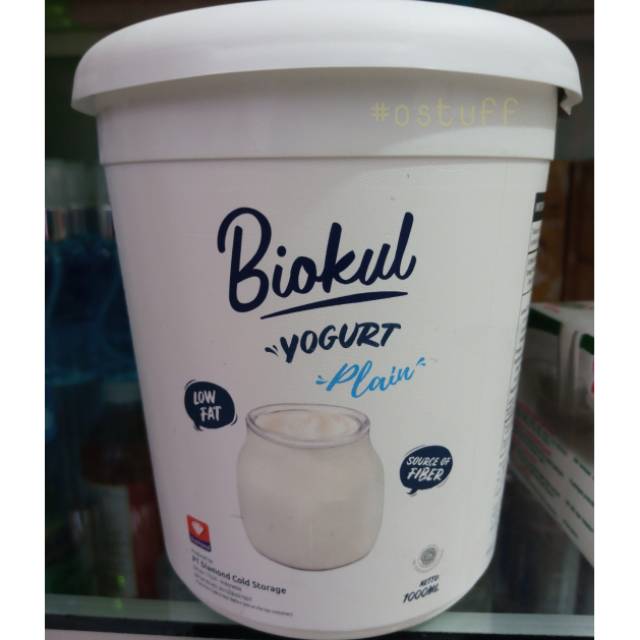 #ostuff
Biokul
YOGURT
Plain
LOW
FAT
SOURCE OF
FIBER
PT Diamond Cold Storage
NETTO
1000ML